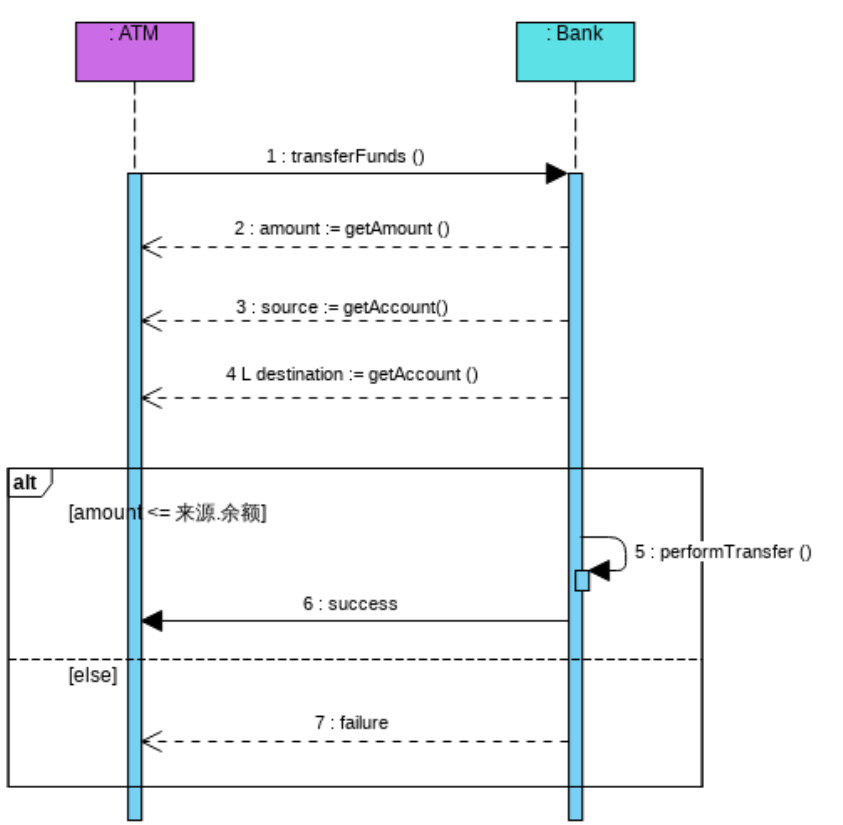 : ATM
: Bank
1 : transferFunds ()
2 : amount := getAmount ()
3 : source := getAccount()
4 L destination := getAccount ()
alt
[amount <= 来源.余额]
5 : performTransfer ()
6 : success
[else]
7 : failure